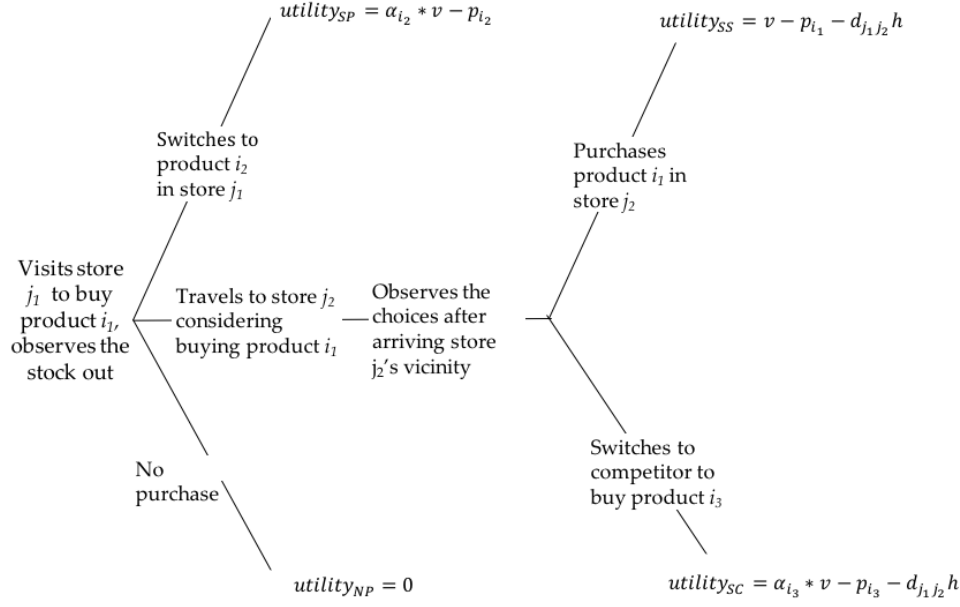 utility_SP = α_{i_2} * v − p_{i_2}
utility_SS = v − p_{i_1} − d_{j_1 j_2} h
Switches to
product i_2
in store j_1
Purchases
product i_1 in
store j_2
Visits store
j_1 to buy
product i_1,
observes the
stock out
Travels to store j_2
considering
buying product i_1
Observes the
choices after
arriving store
j_2's vicinity
No
purchase
Switches to
competitor to
buy product i_3
utility_NP = 0
utility_SC = α_{i_3} * v − p_{i_3} − d_{j_1 j_2} h